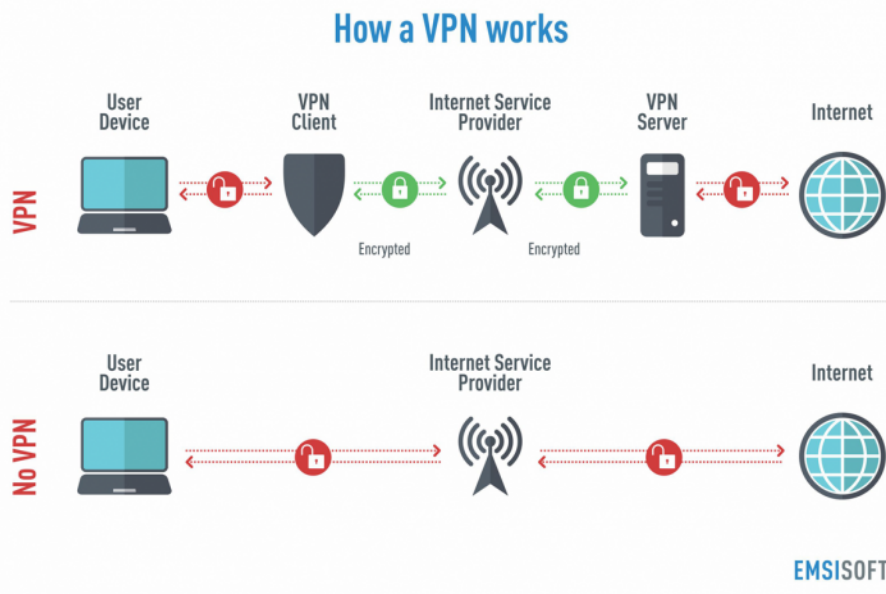 How a VPN works
User
Device
VPN
Client
Internet Service
Provider
VPN
Server
Internet
VPN
Encrypted
Encrypted
User
Device
Internet Service
Provider
Internet
No VPN
EMSISOFT